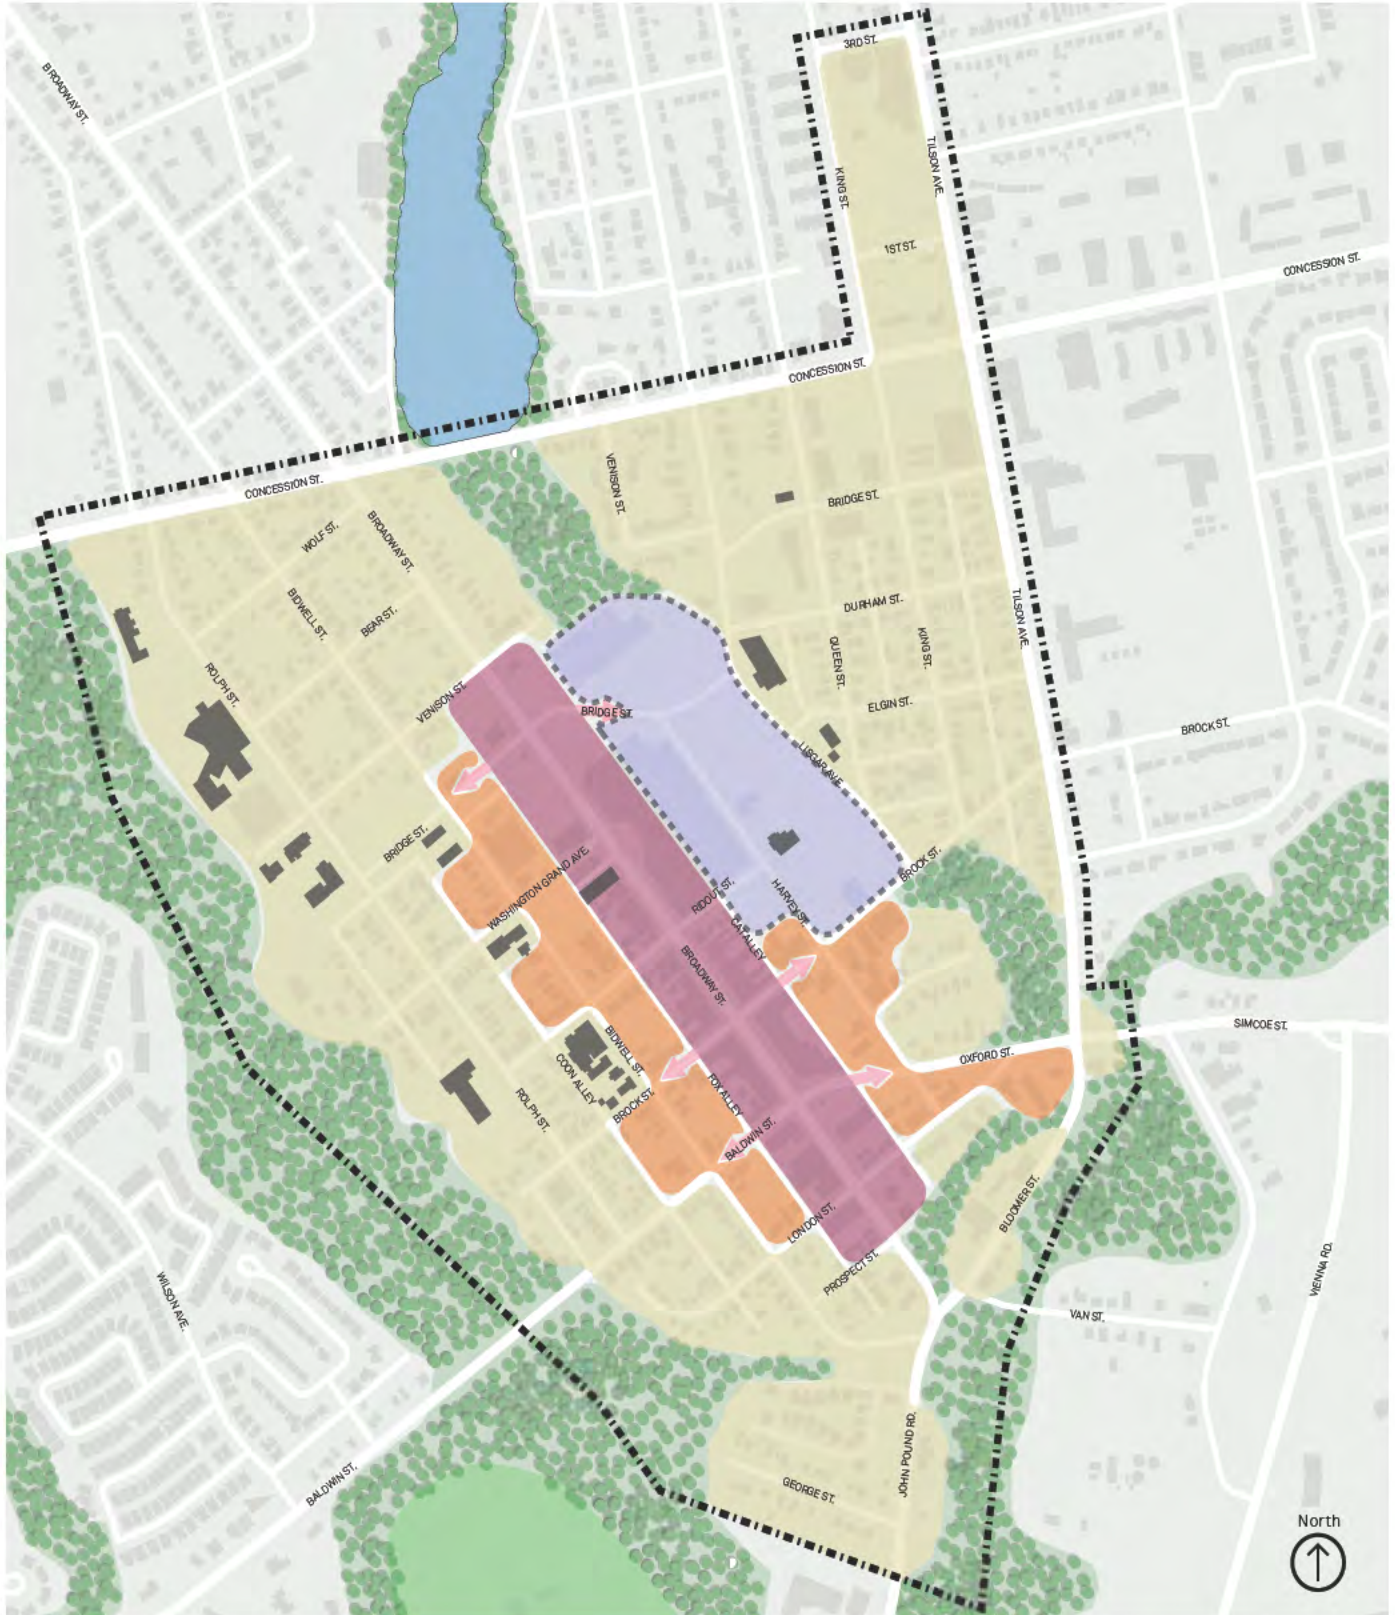 3RD ST.
BROADWAY ST.
TILSON AVE.
KING ST.
1ST ST.
CONCESSION ST.
CONCESSION ST.
CONCESSION ST.
VENISON ST.
BRIDGE ST.
WOLF ST.
BROADWAY ST.
BIDWELL ST.
BEAR ST.
DURHAM ST.
TILSON AVE.
QUEEN ST.
KING ST.
ROLPH ST.
VENISON ST.
BRIDGE ST.
ELGIN ST.
BROCK ST.
LISGAR AVE.
BRIDGE ST.
WASHINGTON GRAND AVE.
RIDOUT ST.
HARVEY ST.
BROCK ST.
CAT ALLEY
BROADWAY ST.
SIMCOE ST.
OXFORD ST.
BIDWELL ST.
COON ALLEY
BROCK ST.
FOX ALLEY
ROLPH ST.
BALDWIN ST.
BLOOMER ST.
LONDON ST.
PROSPECT ST.
VIENNA RD.
WILSON AVE.
VAN ST.
JOHN POUND RD.
BALDWIN ST.
GEORGE ST.
North